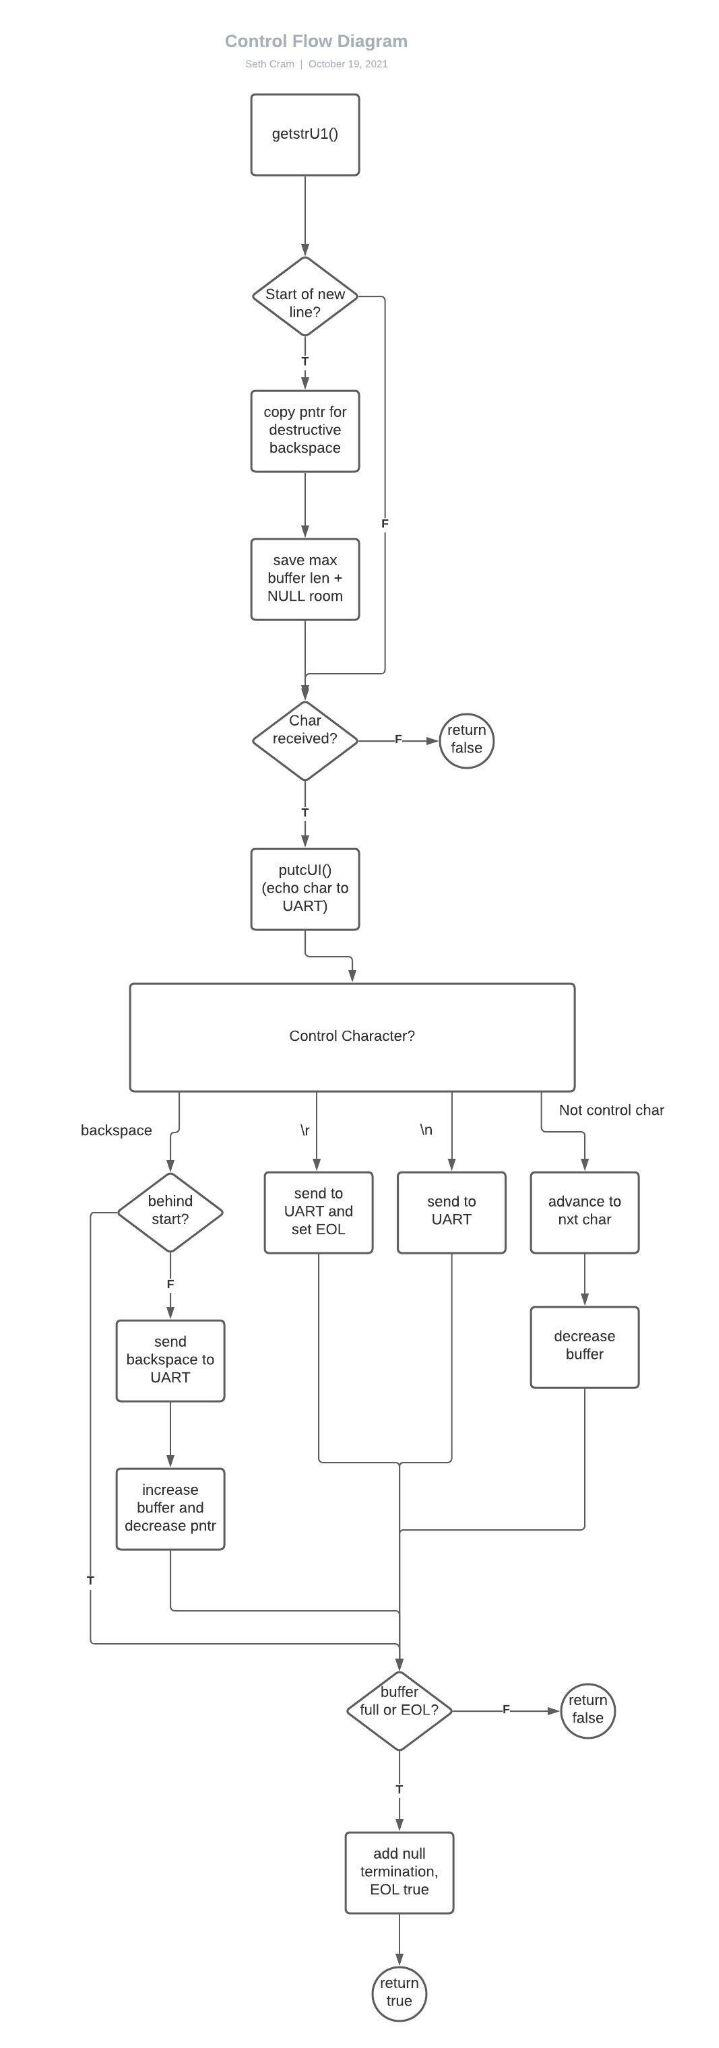 Control Flow Diagram
Seth Cram | October 19, 2021
getstrU1()
Start of new
line?
T
F
copy pntr for
destructive
backspace
save max
buffer len +
NULL room
Char
received?
F
return
false
T
putcUI()
(echo char to
UART)
Control Character?
backspace
\r
\n
Not control char
behind
start?
send to
UART and
set EOL
send to
UART
advance to
nxt char
F
send
backspace to
UART
decrease
buffer
increase
buffer and
decrease pntr
T
buffer
full or EOL?
F
return
false
T
add null
termination,
EOL true
return
true